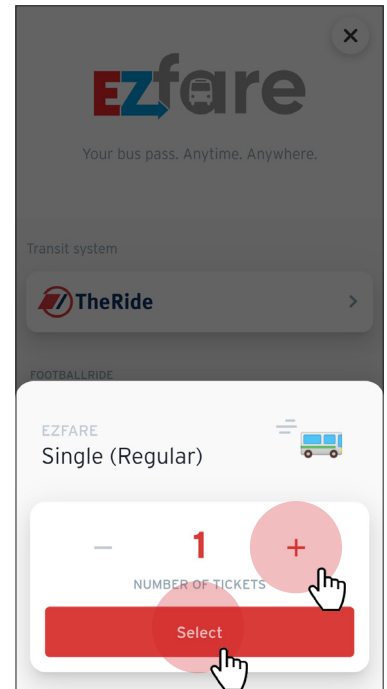 EZfare
Your bus pass. Anytime. Anywhere.
Transit system
TheRide
FOOTBALLRIDE
EZFARE
Single (Regular)
− 1 +
NUMBER OF TICKETS
Select